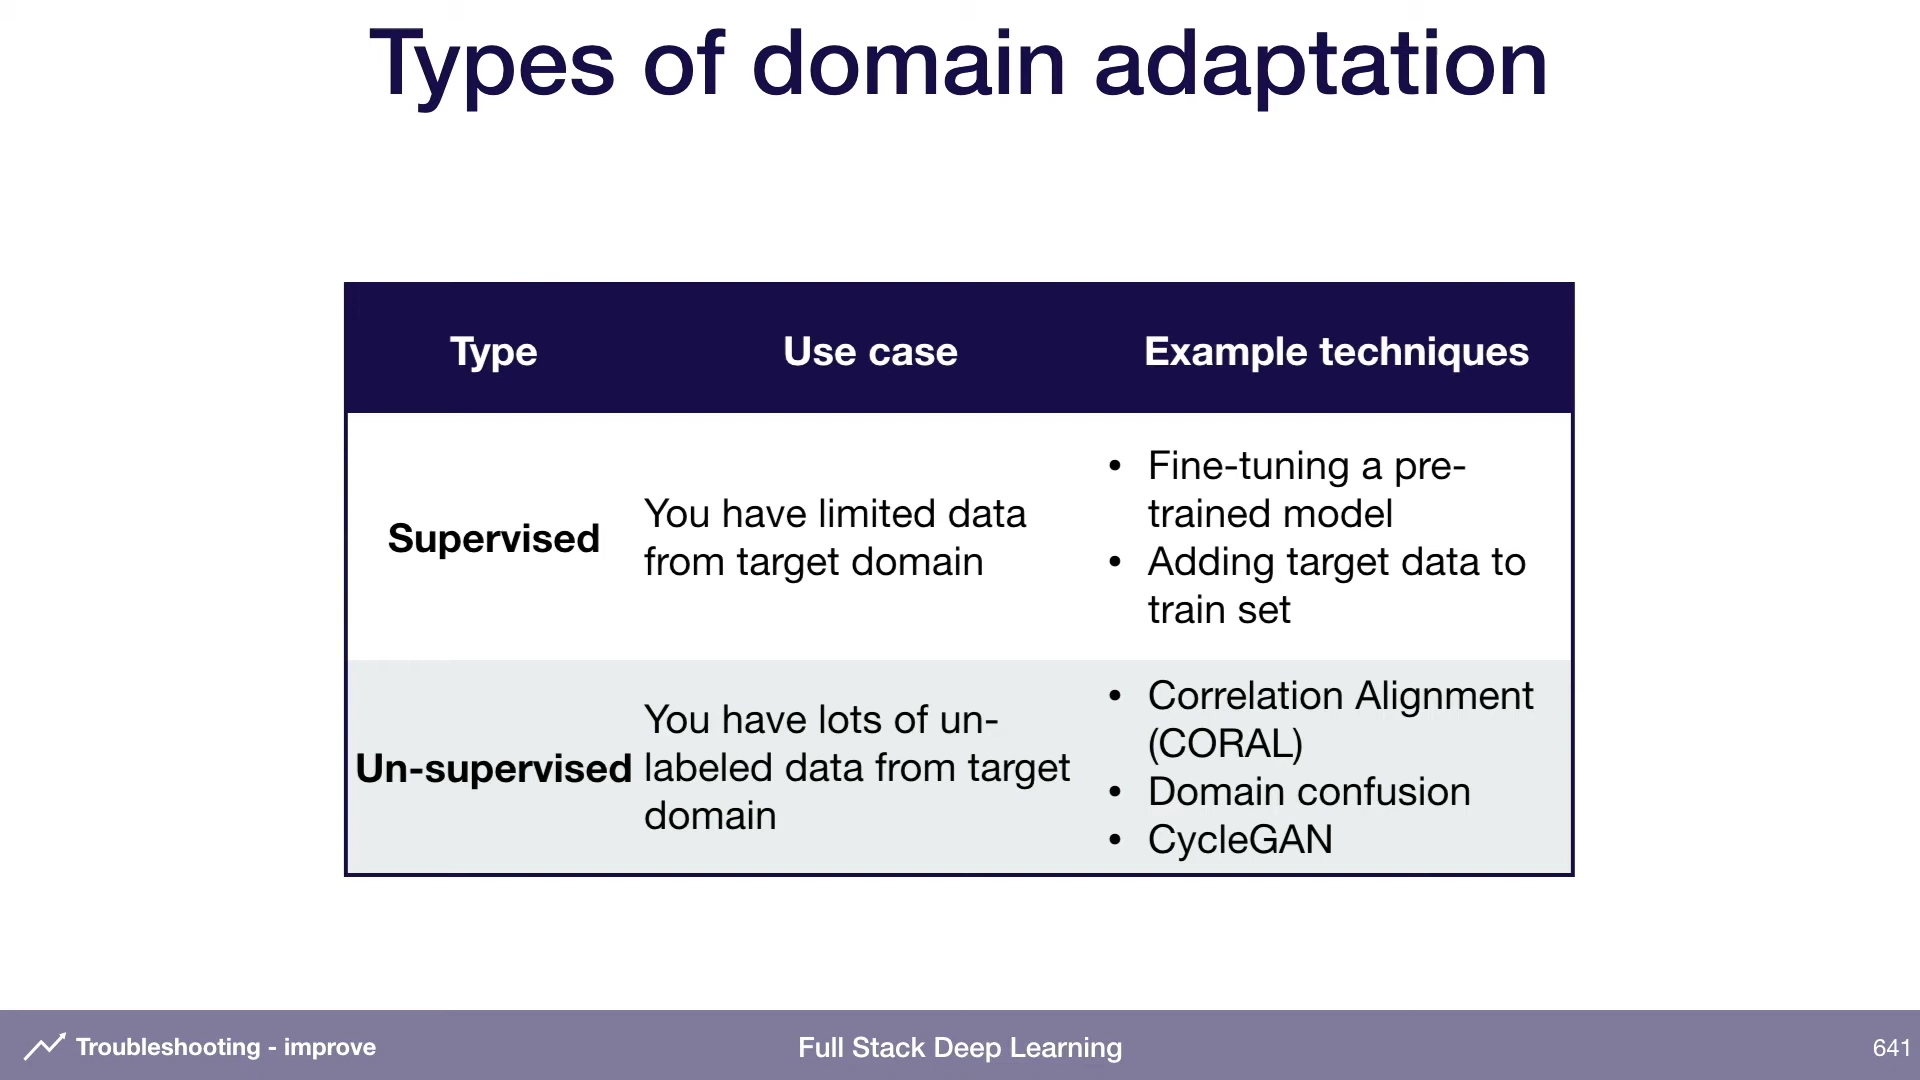 Types of domain adaptation
Type
Use case
Example techniques
Supervised
You have limited data
from target domain
• Fine-tuning a pre-
trained model
• Adding target data to
train set
Un-supervised
You have lots of un-
labeled data from target
domain
• Correlation Alignment
(CORAL)
• Domain confusion
• CycleGAN
Troubleshooting - improve
Full Stack Deep Learning
641